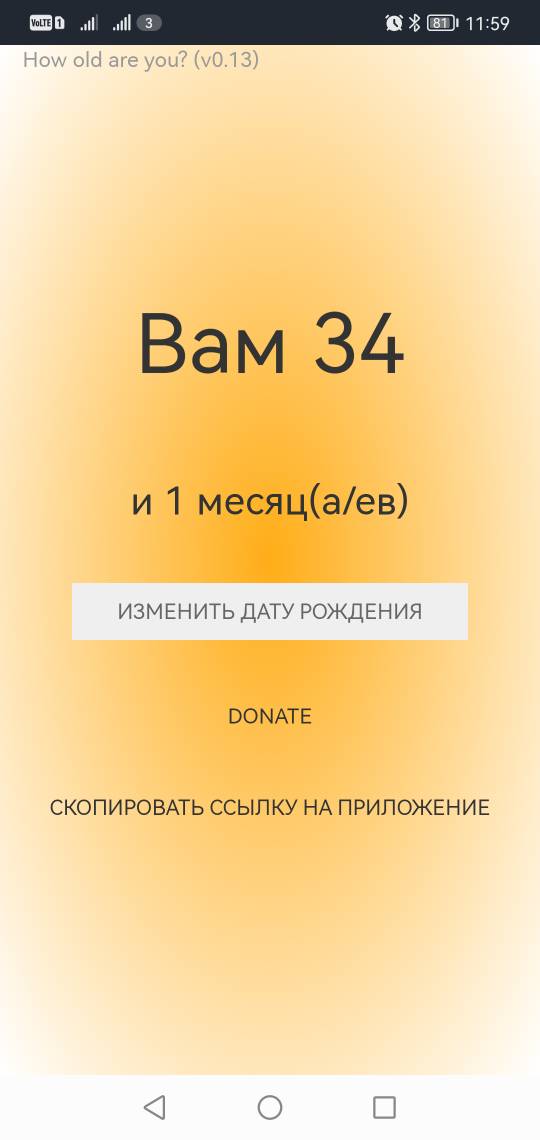 VoLTE 1 3 81 11:59
How old are you? (v0.13)
Вам 34
и 1 месяц(а/ев)
ИЗМЕНИТЬ ДАТУ РОЖДЕНИЯ
DONATE
СКОПИРОВАТЬ ССЫЛКУ НА ПРИЛОЖЕНИЕ